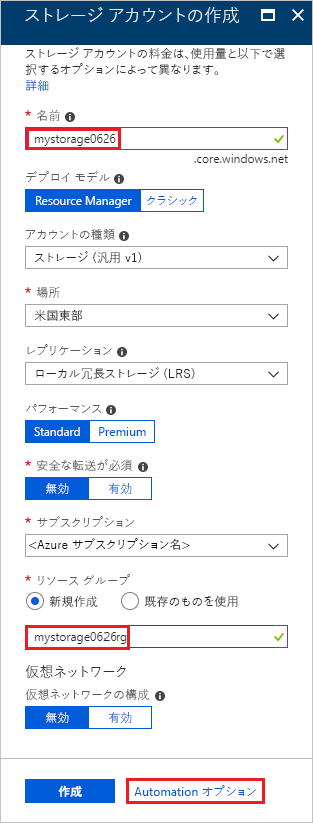 ストレージ アカウントの作成
ストレージ アカウントの料金は、使用量と以下で選
択するオプションによって異なります。
詳細
* 名前
mystorage0626
.core.windows.net
デプロイ モデル
Resource Manager クラシック
アカウントの種類
ストレージ (汎用 v1)
* 場所
米国東部
レプリケーション
ローカル冗長ストレージ (LRS)
パフォーマンス
Standard Premium
* 安全な転送が必須
無効 有効
* サブスクリプション
<Azure サブスクリプション名>
* リソース グループ
新規作成 既存のものを使用
mystorage0626rg
仮想ネットワーク
仮想ネットワークの構成
無効 有効
作成 Automation オプション